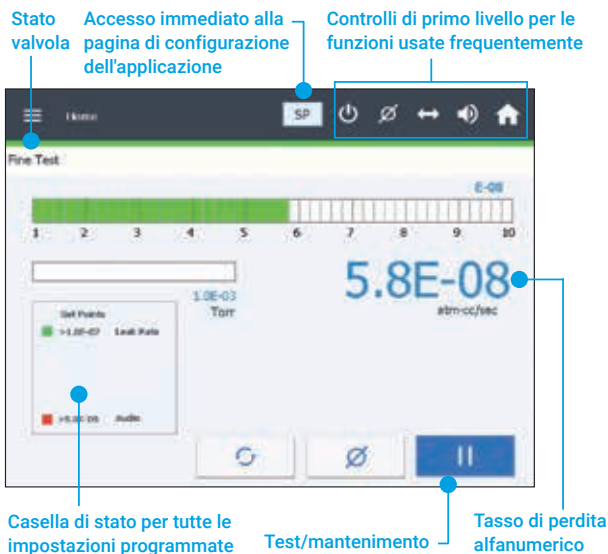 Stato
valvola
Accesso immediato alla
pagina di configurazione
dell'applicazione
Controlli di primo livello per le
funzioni usate frequentemente
Home
SP
Fine Test
E-08
1 2 3 4 5 6 7 8 9 10
5.8E-08
atm-cc/sec
1.0E-03
Torr
Set Points
>1.0E-07 Leak Rate
Audio
Casella di stato per tutte le
impostazioni programmate
Test/mantenimento
Tasso di perdita
alfanumerico